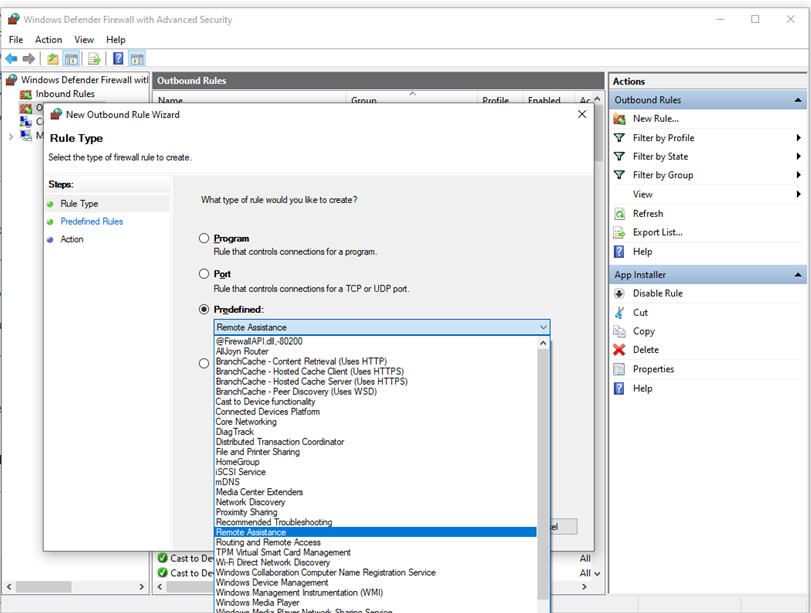 Windows Defender Firewall with Advanced Security
File Action View Help
Windows Defender Firewall with
Inbound Rules
O
C
M
Outbound Rules
Name Group Profile Enabled Ac
New Outbound Rule Wizard
Rule Type
Select the type of firewall rule to create.
Steps:
Rule Type
Predefined Rules
Action
What type of rule would you like to create?
Program
Rule that controls connections for a program.
Port
Rule that controls connections for a TCP or UDP port.
Predefined:
Remote Assistance
@FirewallAPI.dll,-80200
AllJoyn Router
BranchCache - Content Retrieval (Uses HTTP)
BranchCache - Hosted Cache Client (Uses HTTPS)
BranchCache - Hosted Cache Server (Uses HTTPS)
BranchCache - Peer Discovery (Uses WSD)
Cast to Device functionality
Connected Devices Platform
Core Networking
DiagTrack
Distributed Transaction Coordinator
File and Printer Sharing
HomeGroup
iSCSI Service
mDNS
Media Center Extenders
Network Discovery
Proximity Sharing
Recommended Troubleshooting
Remote Assistance
Routing and Remote Access
TPM Virtual Smart Card Management
Wi-Fi Direct Network Discovery
Windows Collaboration Computer Name Registration Service
Windows Device Management
Windows Management Instrumentation (WMI)
Windows Media Player
Windows Media Player Network Sharing Service
el
Cast to De All
Cast to De All
Actions
Outbound Rules
New Rule...
Filter by Profile
Filter by State
Filter by Group
View
Refresh
Export List...
Help
App Installer
Disable Rule
Cut
Copy
Delete
Properties
Help